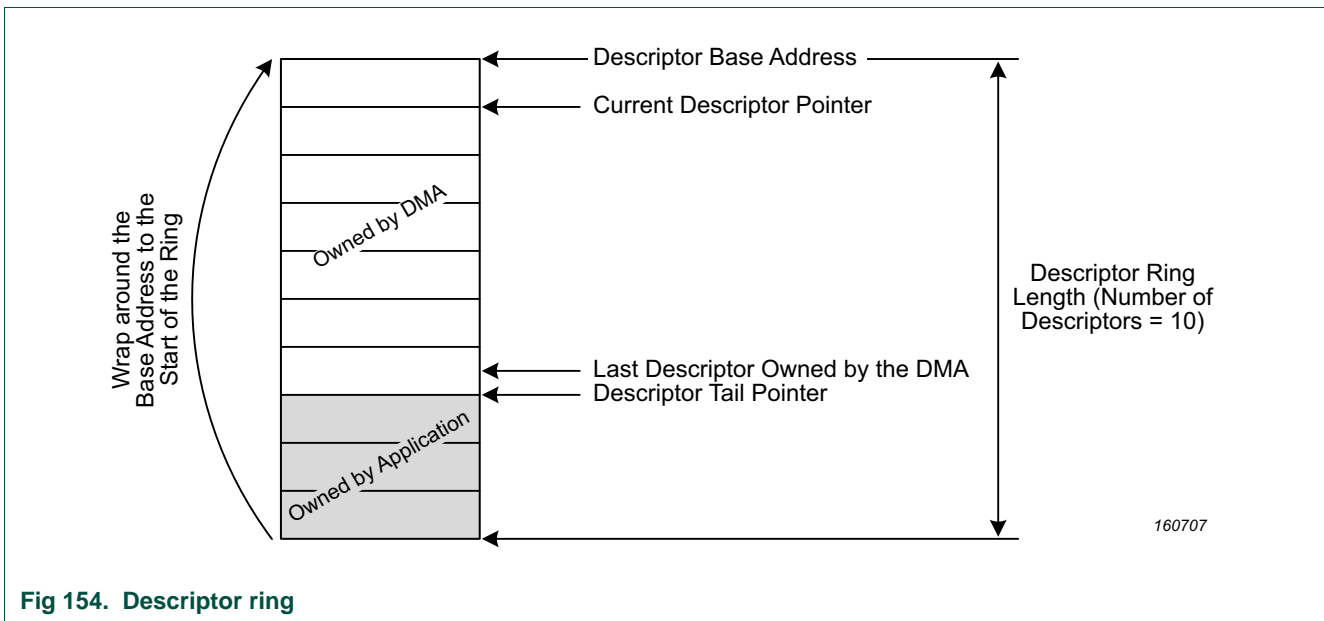 Descriptor Base Address
Current Descriptor Pointer
Wrap around the
Base Address to the
Start of the Ring
Owned by DMA
Descriptor Ring
Length (Number of
Descriptors = 10)
Last Descriptor Owned by the DMA
Descriptor Tail Pointer
Owned by Application
160707
Fig 154. Descriptor ring